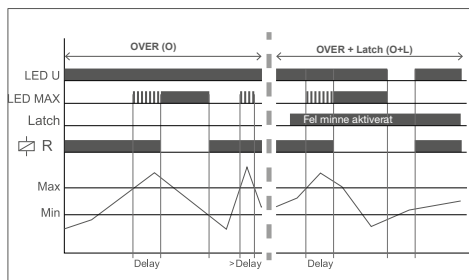 OVER (O)
OVER + Latch (O+L)
LED U
LED MAX
Latch
Fel minne aktiverat
R
Max
Min
Delay
>Delay
Delay